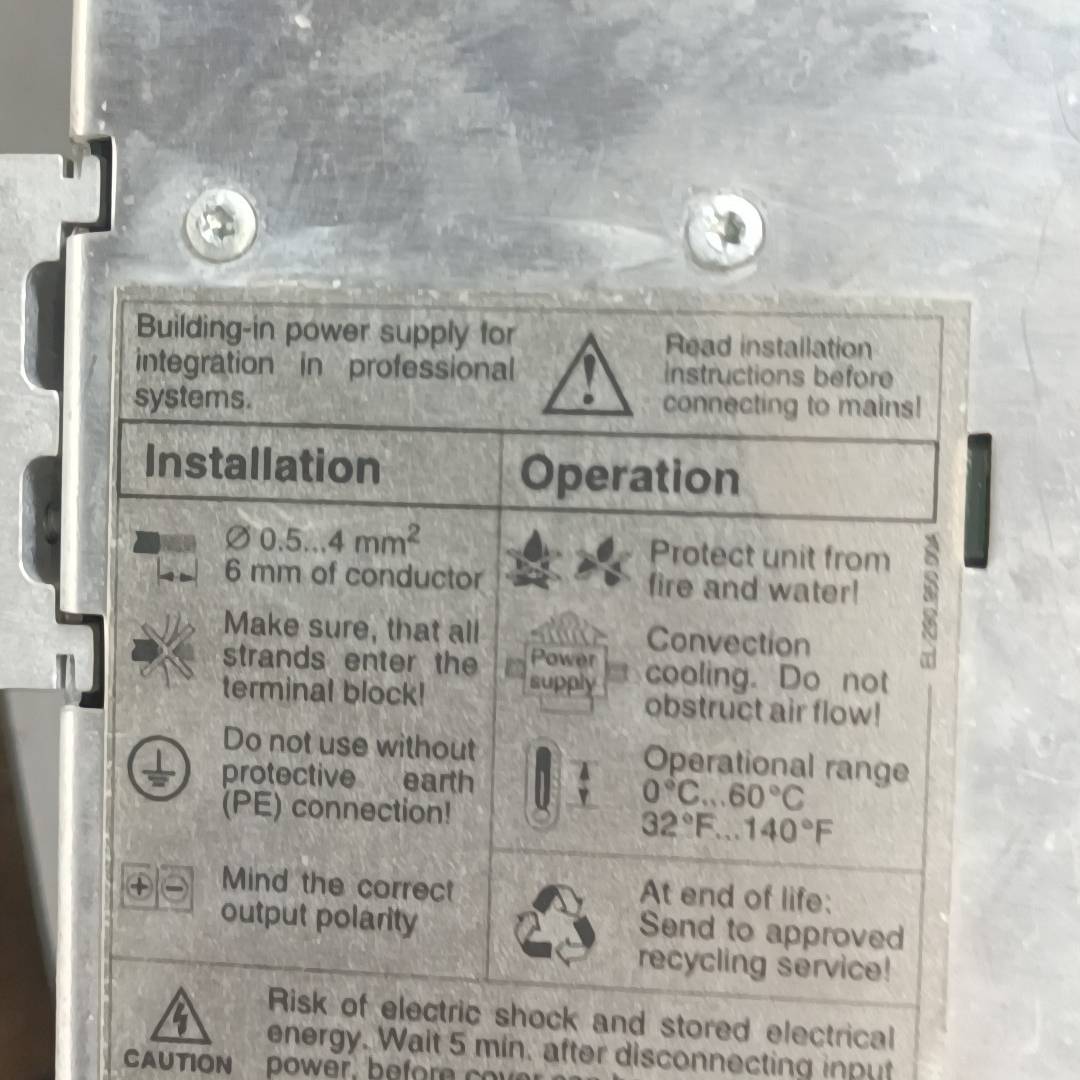 Building-in power supply for
integration in professional
systems.
Read installation
instructions before
connecting to mains!
Installation
Ø 0.5...4 mm²
6 mm of conductor
Make sure, that all
strands enter the
terminal block!
Do not use without
protective earth
(PE) connection!
Mind the correct
output polarity
Operation
Protect unit from
fire and water!
Power
supply
Convection
cooling. Do not
obstruct air flow!
Operational range
0°C...60°C
32°F...140°F
At end of life:
Send to approved
recycling service!
CAUTION
Risk of electric shock and stored electrical
energy. Wait 5 min. after disconnecting input
power, before cover can